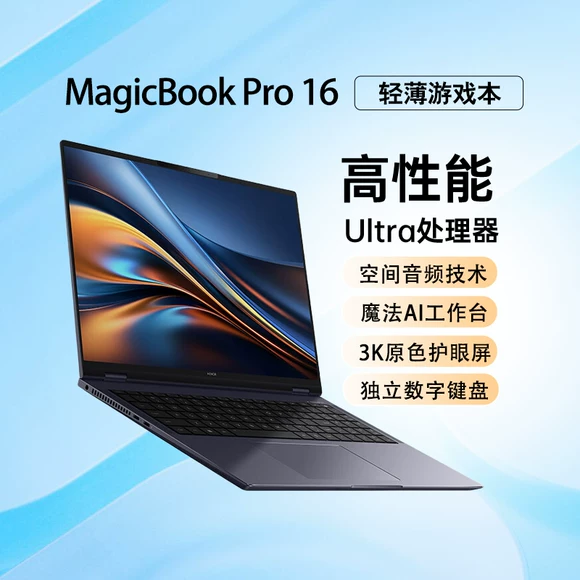 MagicBook Pro 16
轻薄游戏本
高性能
Ultra处理器
空间音频技术
魔法AI工作台
3K原色护眼屏
独立数字键盘
HONOR